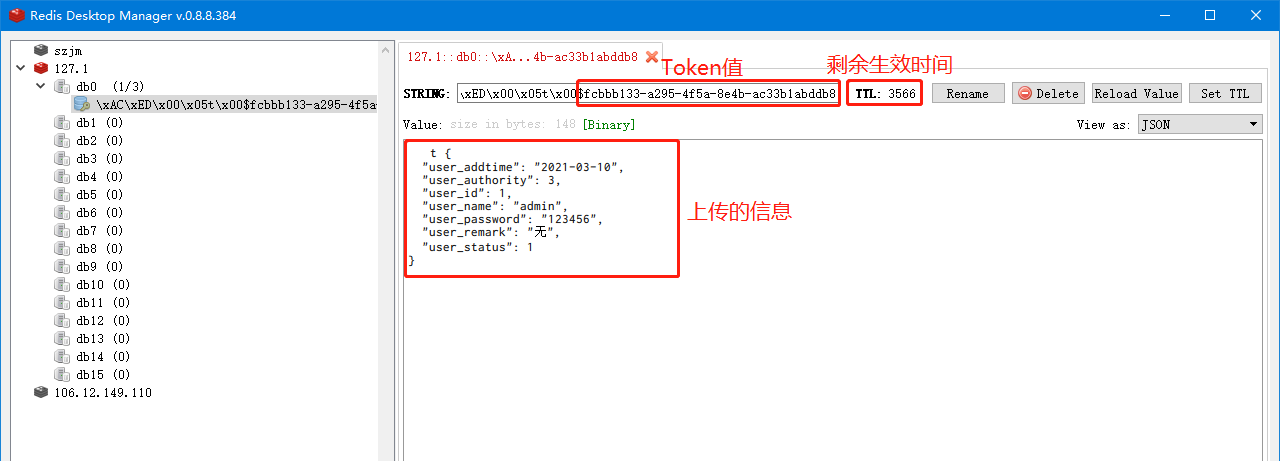 Redis Desktop Manager v.0.8.8.384
szjm
127.1
db0 (1/3)
\xAC\xED\x00\x05t\x00$fcbbb133-a295-4f5a-
db1 (0)
db2 (0)
db3 (0)
db4 (0)
db5 (0)
db6 (0)
db7 (0)
db8 (0)
db9 (0)
db10 (0)
db11 (0)
db12 (0)
db13 (0)
db14 (0)
db15 (0)
106.12.149.110
127.1::db0::\xA...4b-ac33b1abddb8
Token值
剩余生效时间
STRING: \xED\x00\x05t\x00$fcbbb133-a295-4f5a-8e4b-ac33b1abddb8 TTL: 3566 Rename Delete Reload Value Set TTL
Value: size in bytes: 148 [Binary] View as: JSON
t {
"user_addtime": "2021-03-10",
"user_authority": 3,
"user_id": 1,
"user_name": "admin",
"user_password": "123456",
"user_remark": "无",
"user_status": 1
}
上传的信息